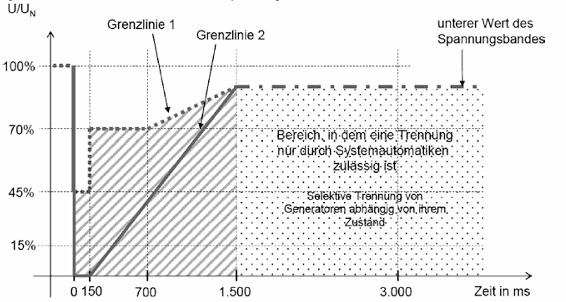 U/U_N
Grenzlinie 1
Grenzlinie 2
unterer Wert des
Spannungsbandes
100%
70%
45%
15%
Bereich, in dem eine Trennung
nur durch Systemautomatiken
zulässig ist
Selektive Trennung von
Generatoren abhängig von ihrem
Zustand
0 150 700 1.500 3.000 Zeit in ms